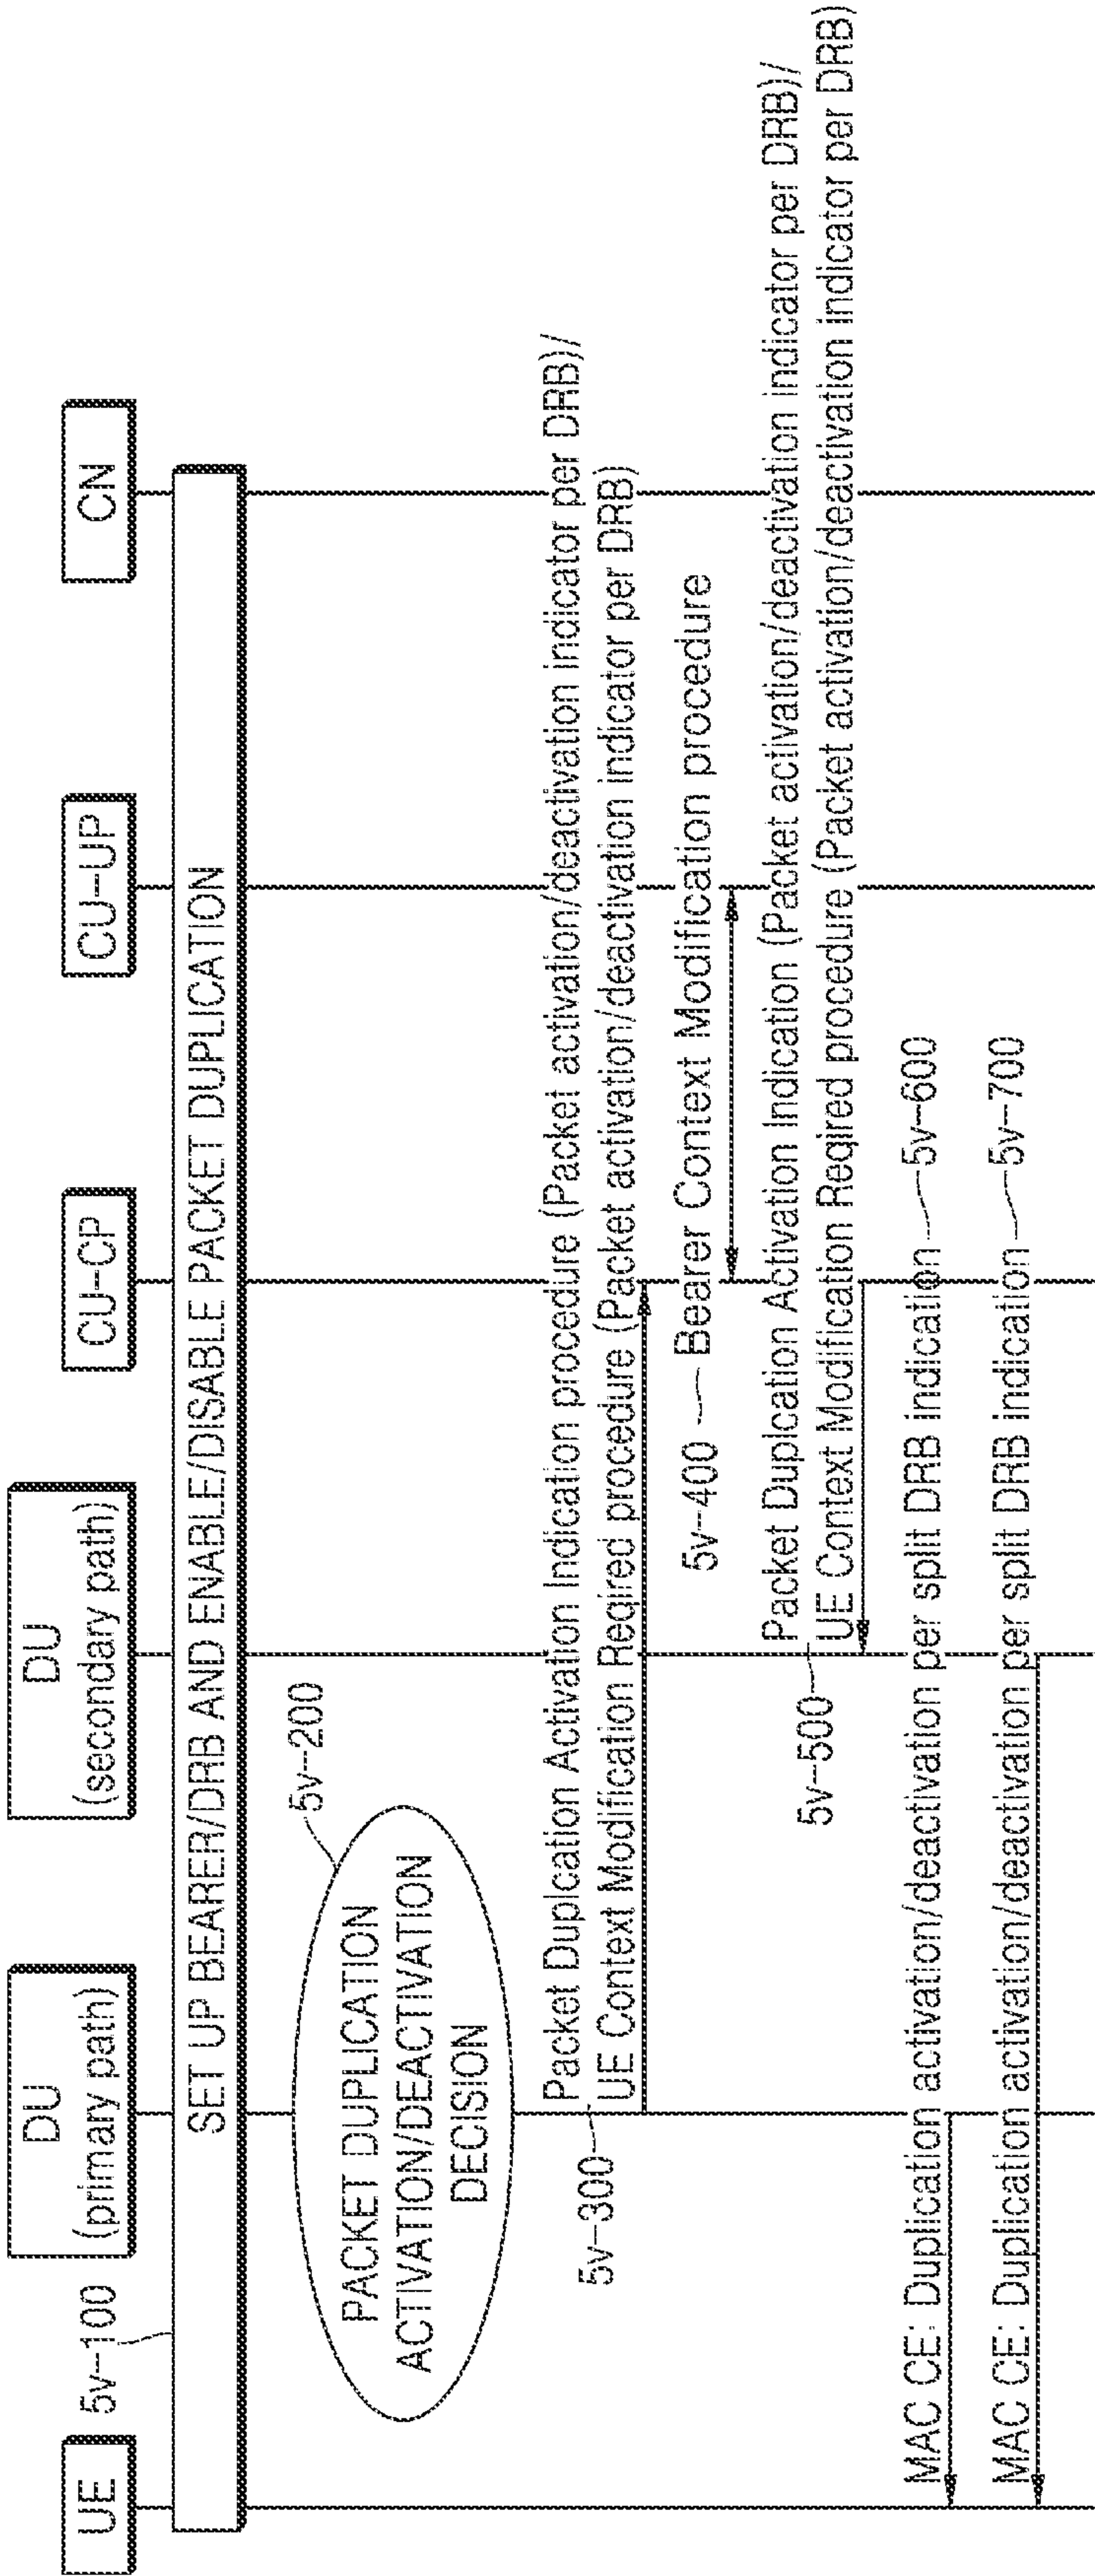 UE
DU
(primary path)
DU
(secondary path)
CU-CP
CU-UP
CN
5v-100
SET UP BEARER/DRB AND ENABLE/DISABLE PACKET DUPLICATION
5v-200
PACKET DUPLICATION
ACTIVATION/DEACTIVATION
DECISION
5v-300
Packet Duplcation Activation Indication procedure (Packet activation/deactivation indicator per DRB)/
UE Context Modification Reqired procedure (Packet activation/deactivation indicator per DRB)
5v-400
Bearer Context Modification procedure
5v-500
Packet Duplcation Activation Indication (Packet activation/deactivation indicator per DRB)/
UE Context Modification Reqired procedure (Packet activation/deactivation indicator per DRB)
MAC CE: Duplication activation/deactivation per split DRB indication
5v-600
MAC CE: Duplication activation/deactivation per split DRB indication
5v-700